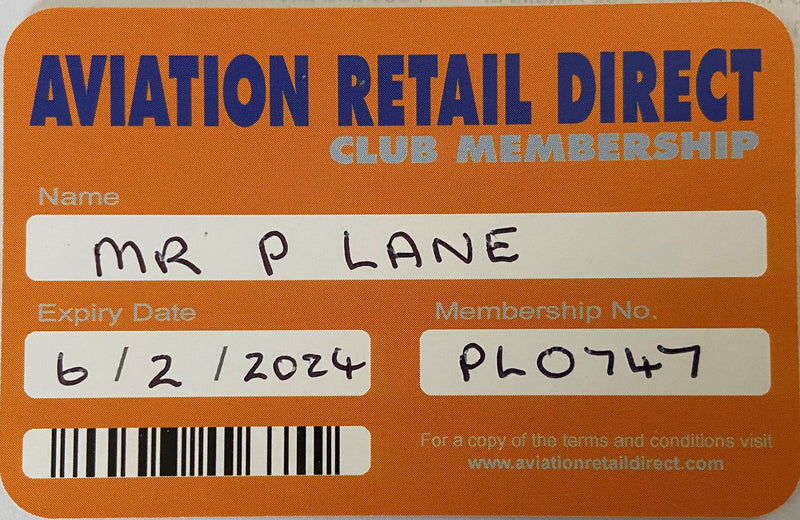 AVIATION RETAIL DIRECT
CLUB MEMBERSHIP
Name
MR P LANE
Expiry Date
Membership No.
6/2/2024
PL0747
For a copy of the terms and conditions visit
www.aviationretaildirect.com